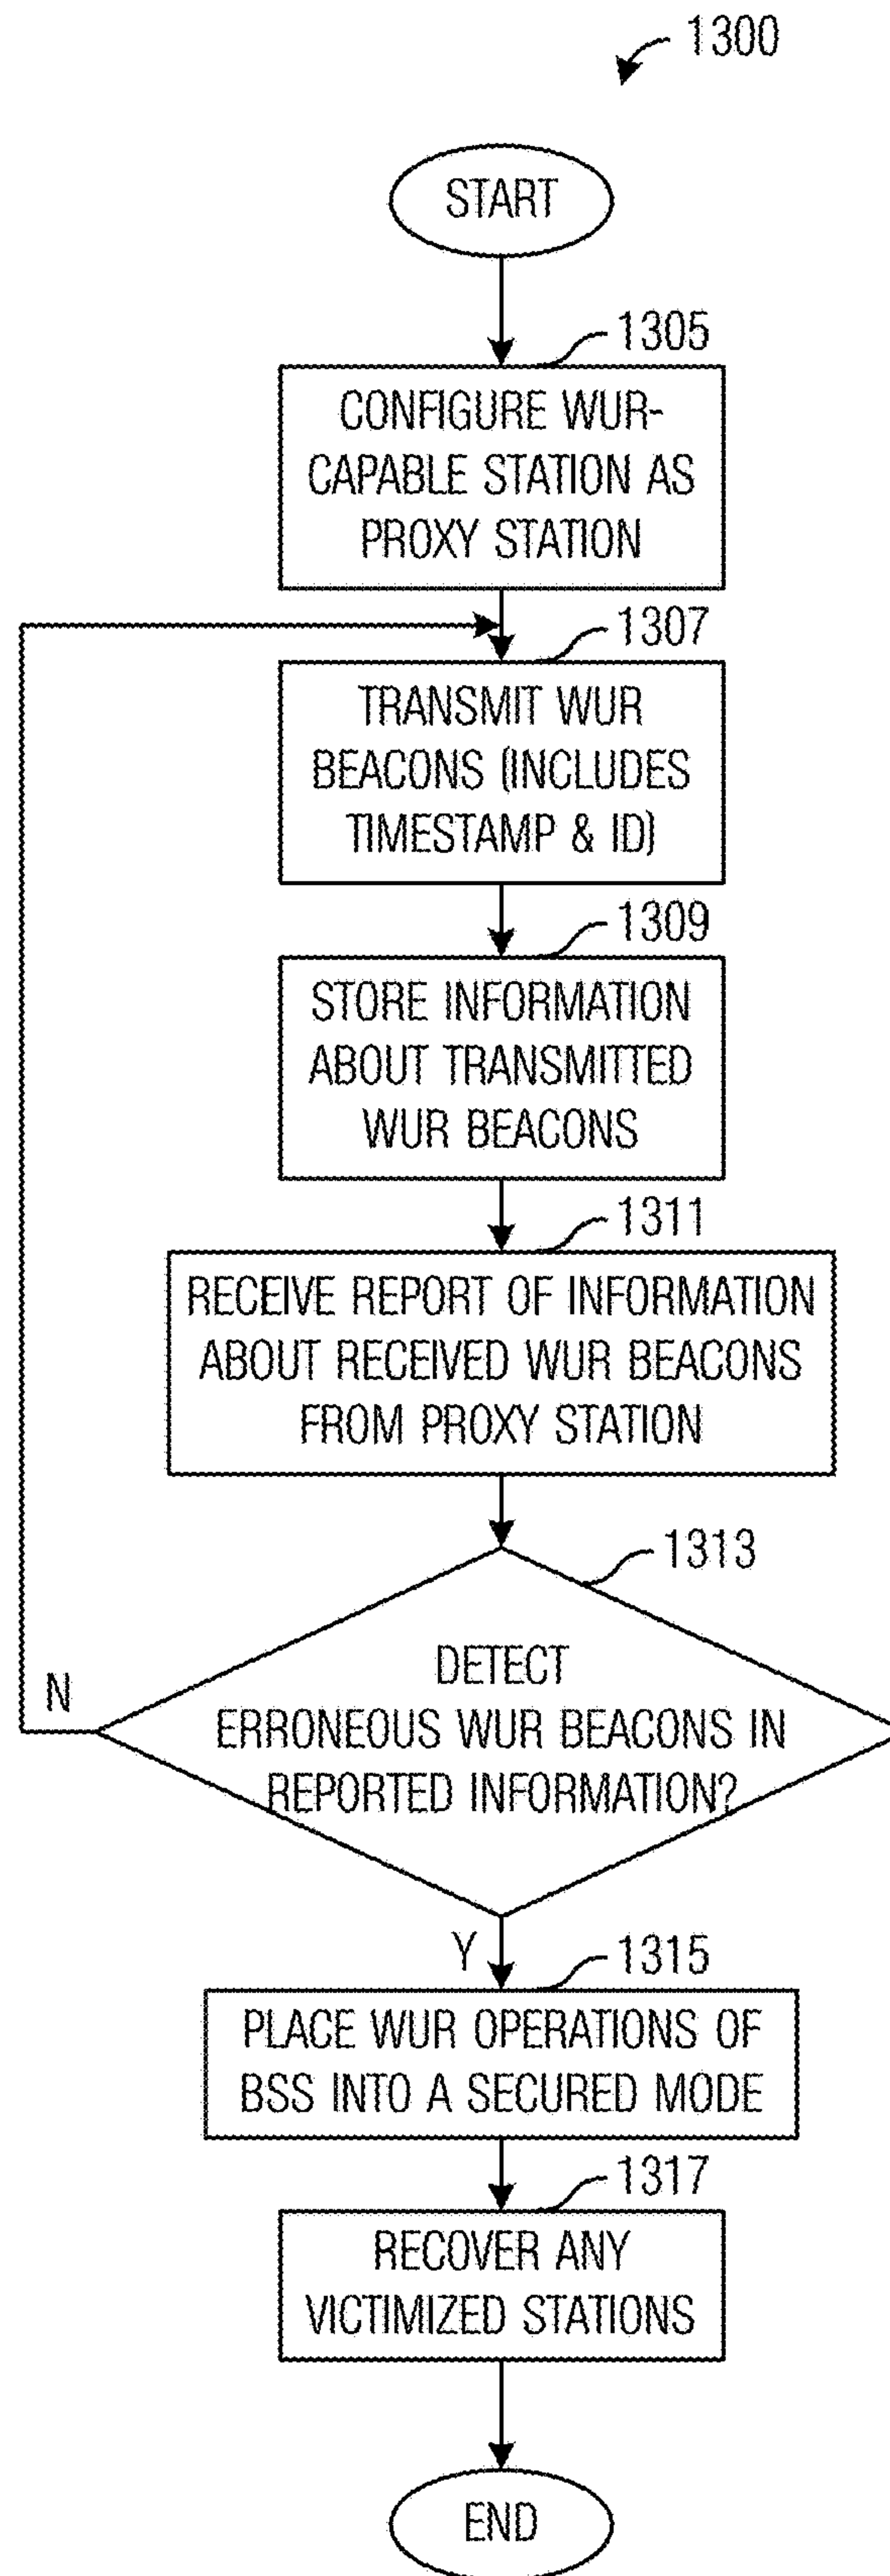 1300
START
1305
CONFIGURE WUR-
CAPABLE STATION AS
PROXY STATION
1307
TRANSMIT WUR
BEACONS (INCLUDES
TIMESTAMP & ID)
1309
STORE INFORMATION
ABOUT TRANSMITTED
WUR BEACONS
1311
RECEIVE REPORT OF INFORMATION
ABOUT RECEIVED WUR BEACONS
FROM PROXY STATION
1313
DETECT
ERRONEOUS WUR BEACONS IN
REPORTED INFORMATION?
N
Y
1315
PLACE WUR OPERATIONS OF
BSS INTO A SECURED MODE
1317
RECOVER ANY
VICTIMIZED STATIONS
END